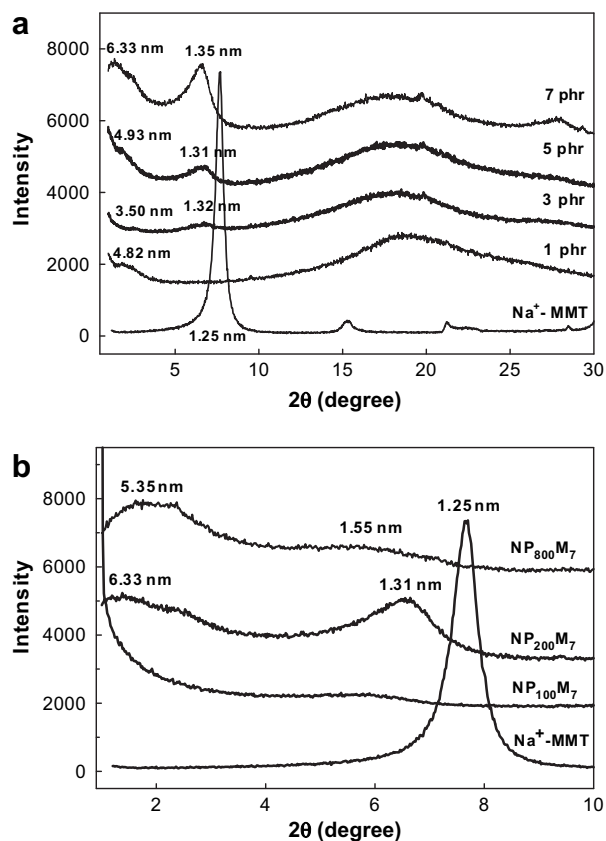 a
8000
6000
4000
2000
0
Intensity
6.33 nm
1.35 nm
7 phr
4.93 nm
1.31 nm
5 phr
3.50 nm
1.32 nm
3 phr
4.82 nm
1 phr
Na+- MMT
1.25 nm
5 10 15 20 25 30
2θ (degree)
b
8000
6000
4000
2000
0
Intensity
5.35 nm
1.25 nm
1.55 nm
NP800M7
6.33 nm
1.31 nm
NP200M7
NP100M7
Na+-MMT
2 4 6 8 10
2θ (degree)